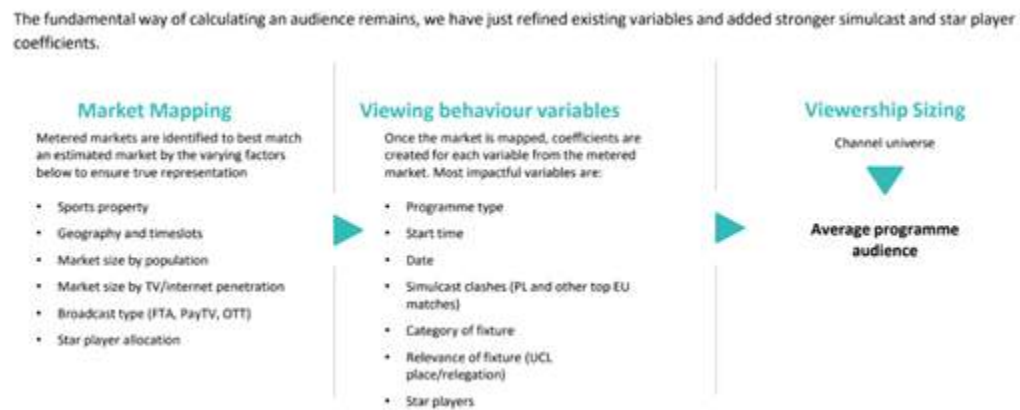 The fundamental way of calculating an audience remains, we have just refined existing variables and added stronger simulcast and star player
coefficients.
Market Mapping
Metered markets are identified to best match
an estimated market by the varying factors
below to ensure true representation
• Sports property
• Geography and timeslots
• Market size by population
• Market size by TV/internet penetration
• Broadcast type (FTA, PayTV, OTT)
• Star player allocation
Viewing behaviour variables
Once the market is mapped, coefficients are
created for each variable from the metered
market. Most impactful variables are:
• Programme type
• Start time
• Date
• Simulcast clashes (PL and other top EU
matches)
• Category of fixture
• Relevance of fixture (UCL
place/relegation)
• Star players
Viewership Sizing
Channel universe
Average programme
audience